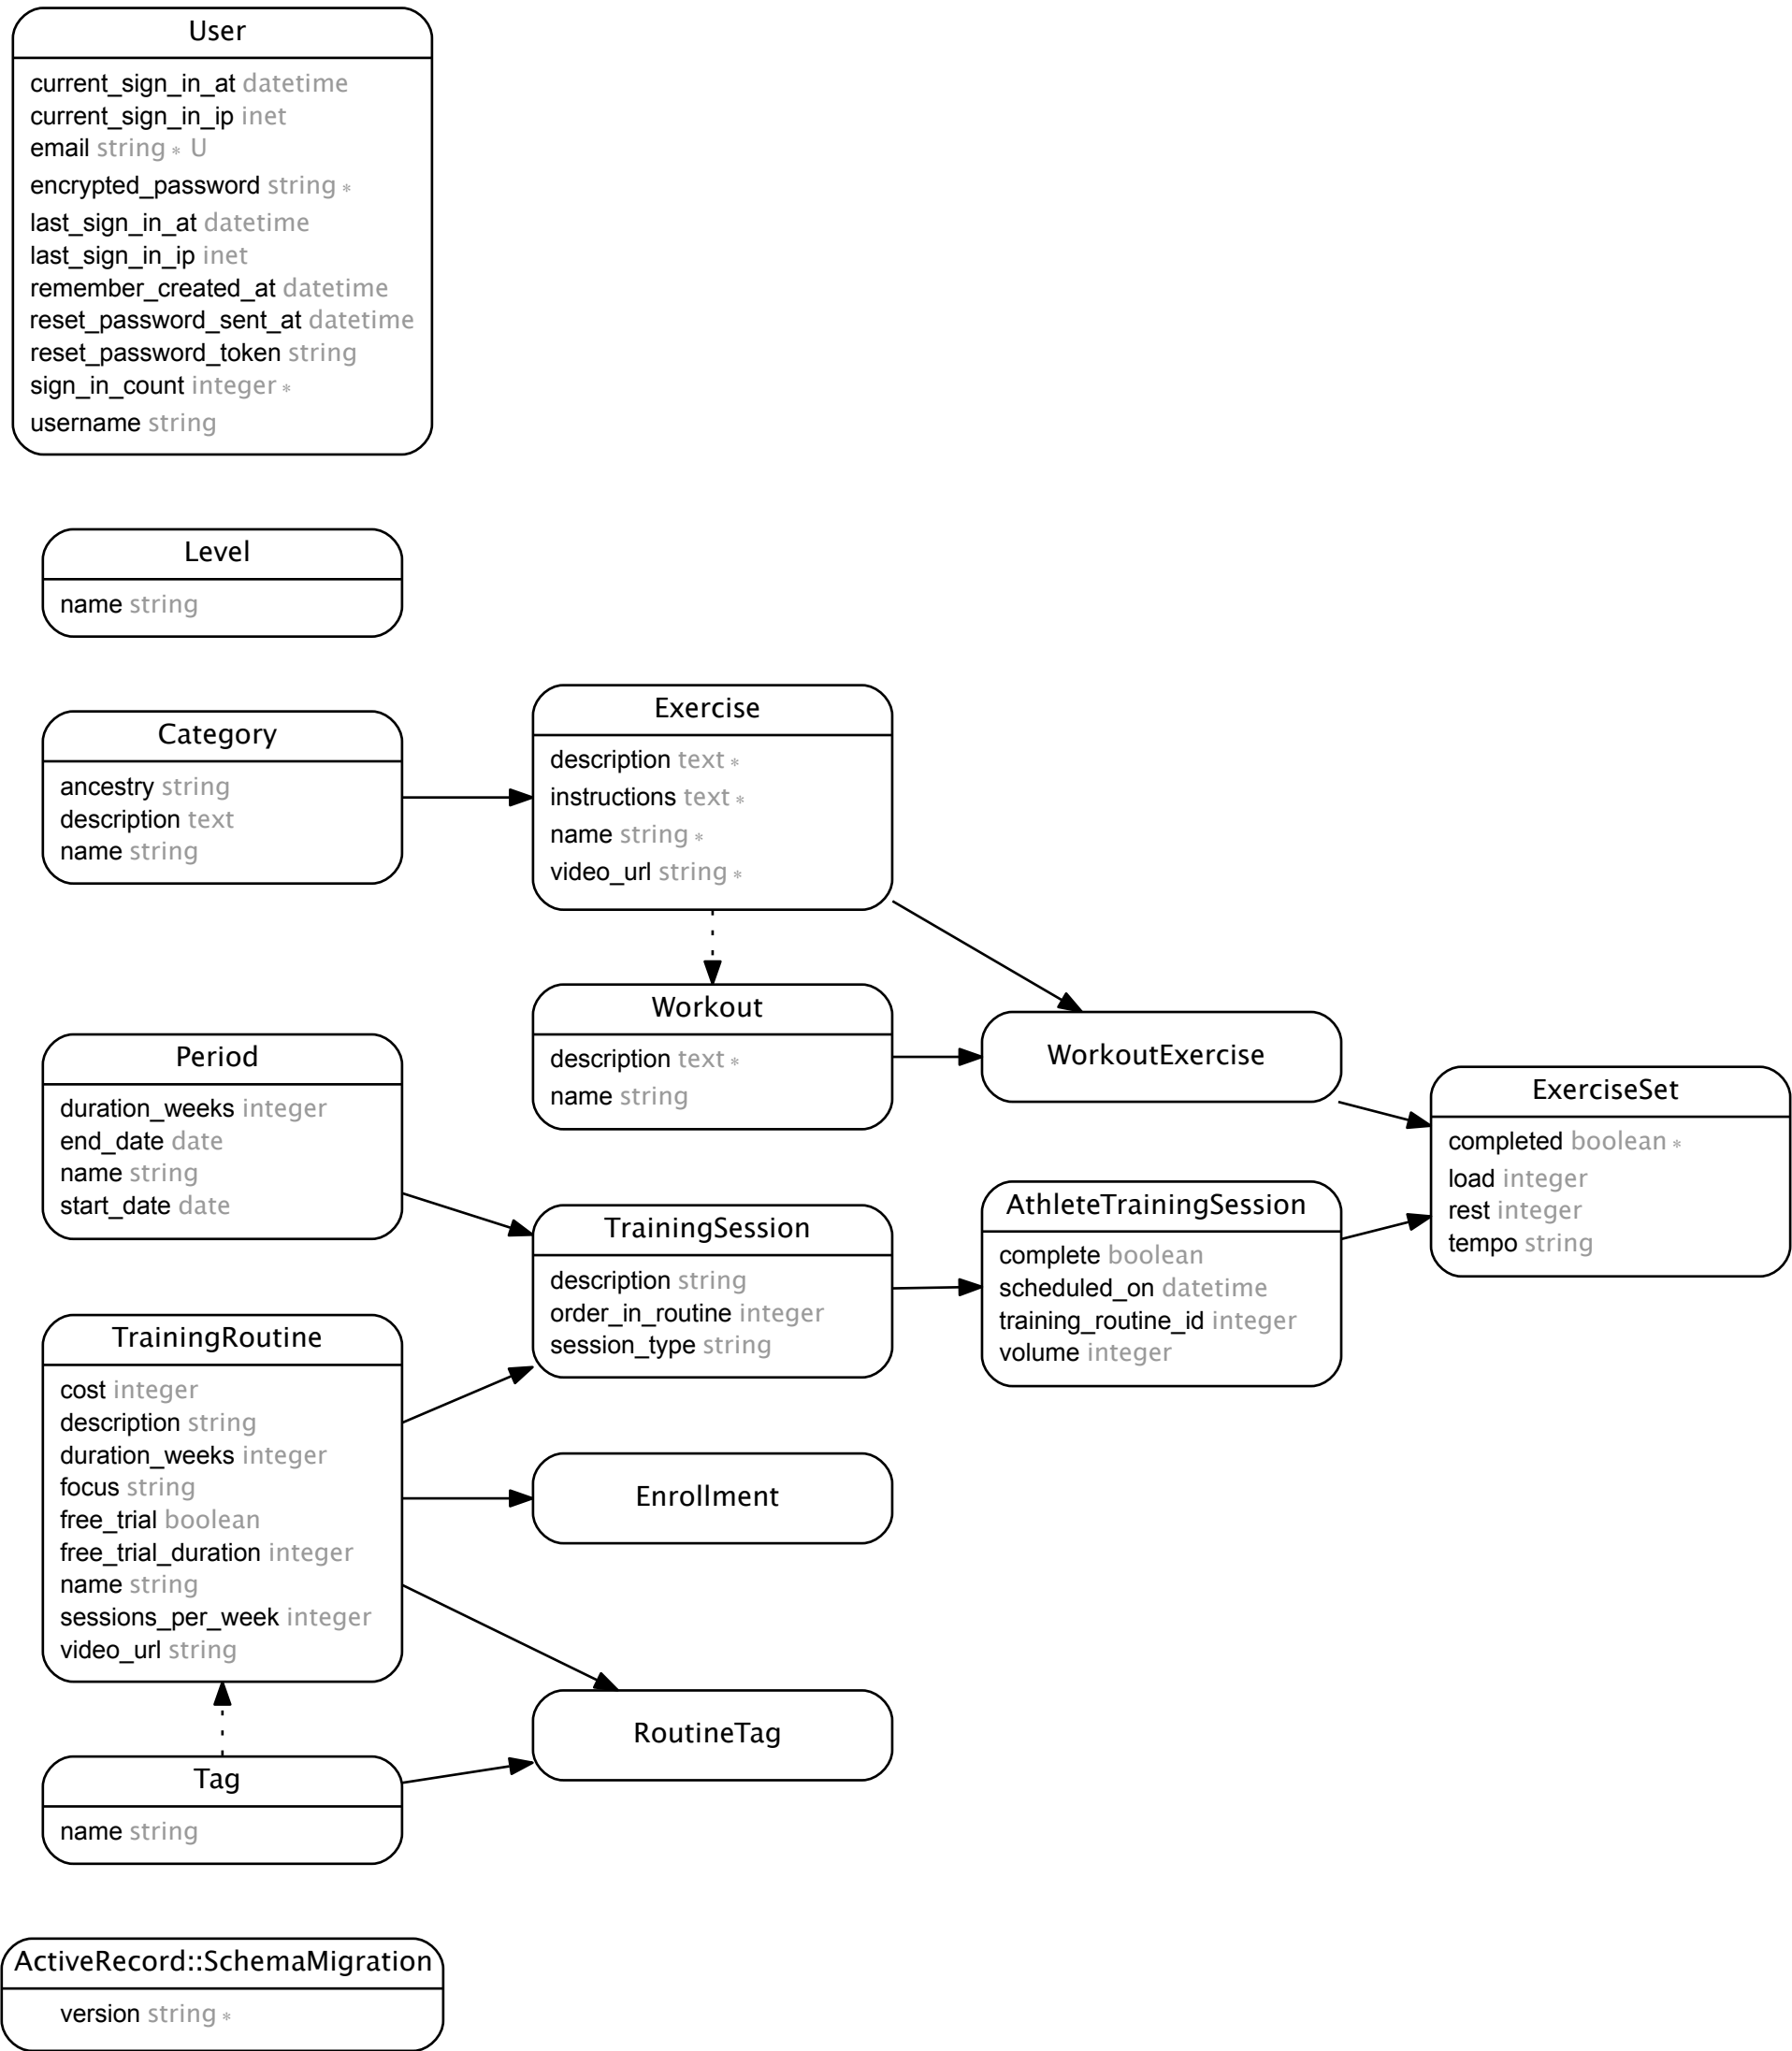 User
current_sign_in_at datetime
current_sign_in_ip inet
email string * U
encrypted_password string *
last_sign_in_at datetime
last_sign_in_ip inet
remember_created_at datetime
reset_password_sent_at datetime
reset_password_token string
sign_in_count integer *
username string
Level
name string
Category
ancestry string
description text
name string
Exercise
description text *
instructions text *
name string *
video_url string *
Workout
description text *
name string
WorkoutExercise
Period
duration_weeks integer
end_date date
name string
start_date date
ExerciseSet
completed boolean *
load integer
rest integer
tempo string
TrainingSession
description string
order_in_routine integer
session_type string
AthleteTrainingSession
complete boolean
scheduled_on datetime
training_routine_id integer
volume integer
TrainingRoutine
cost integer
description string
duration_weeks integer
focus string
free_trial boolean
free_trial_duration integer
name string
sessions_per_week integer
video_url string
Enrollment
RoutineTag
Tag
name string
ActiveRecord::SchemaMigration
version string *